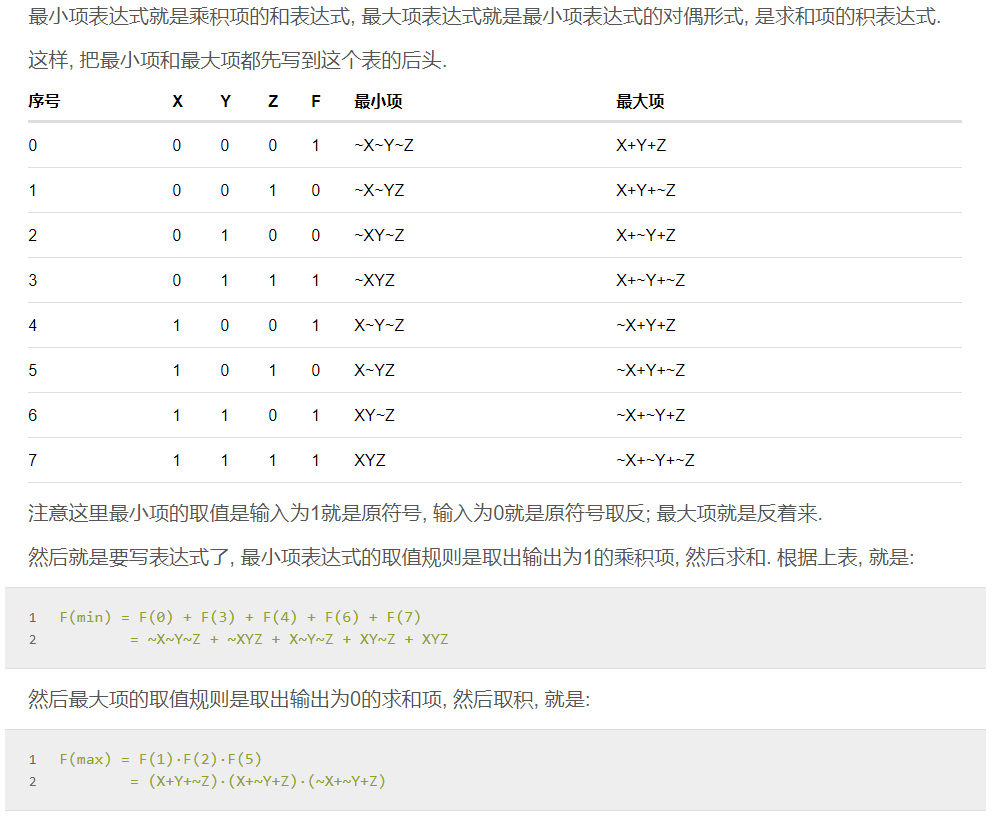 最小项表达式就是乘积项的和表达式, 最大项表达式就是最小项表达式的对偶形式, 是求和项的积表达式.
这样, 把最小项和最大项都先写到这个表的后头.
序号 X Y Z F 最小项 最大项
0 0 0 0 1 ~X~Y~Z X+Y+Z
1 0 0 1 0 ~X~YZ X+Y+~Z
2 0 1 0 0 ~XY~Z X+~Y+Z
3 0 1 1 1 ~XYZ X+~Y+~Z
4 1 0 0 1 X~Y~Z ~X+Y+Z
5 1 0 1 0 X~YZ ~X+Y+~Z
6 1 1 0 1 XY~Z ~X+~Y+Z
7 1 1 1 1 XYZ ~X+~Y+~Z
注意这里最小项的取值是输入为1就是原符号, 输入为0就是原符号取反; 最大项就是反着来.
然后就是要写表达式了, 最小项表达式的取值规则是取出输出为1的乘积项, 然后求和. 根据上表, 就是:
1 F(min) = F(0) + F(3) + F(4) + F(6) + F(7)
2 = ~X~Y~Z + ~XYZ + X~Y~Z + XY~Z + XYZ
然后最大项的取值规则是取出输出为0的求和项, 然后取积, 就是:
1 F(max) = F(1)·F(2)·F(5)
2 = (X+Y+~Z)·(X+~Y+Z)·(~X+~Y+Z)